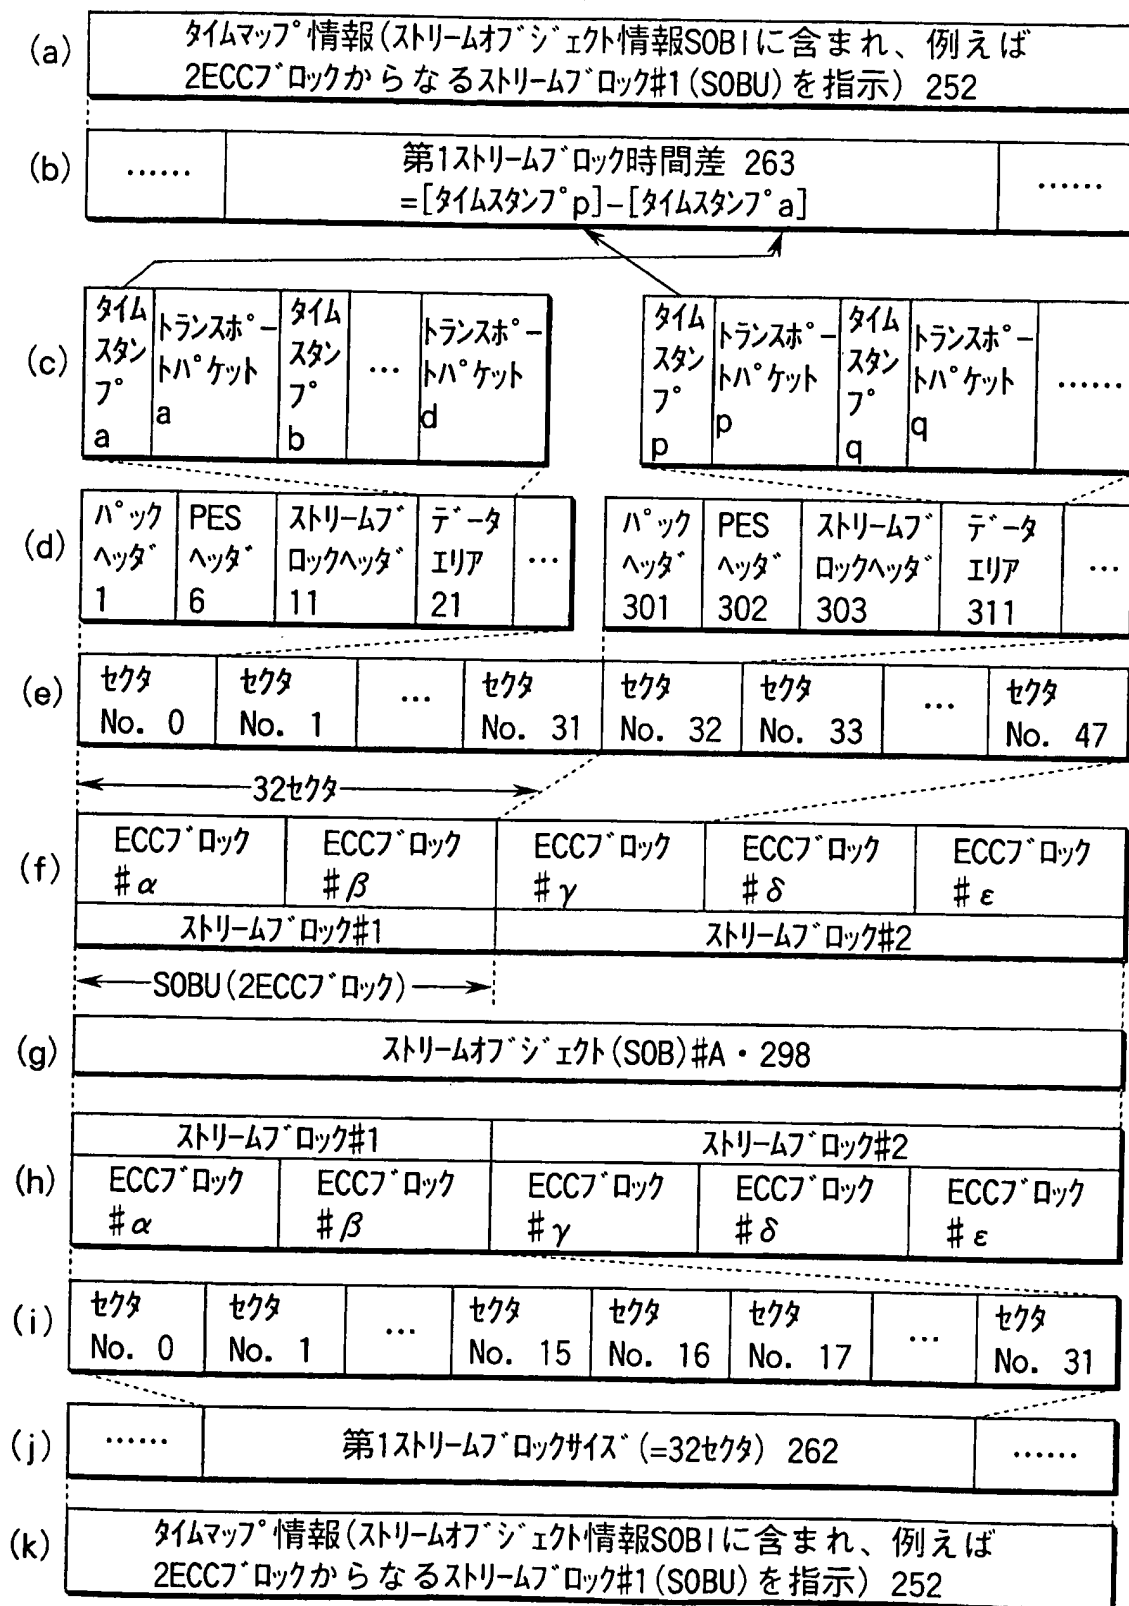 (a)
タイムマップ情報(ストリームオブジェクト情報SOBIに含まれ、例えば
2ECCブロックからなるストリームブロック#1(SOBU)を指示) 252
(b)
……
第1ストリームブロック時間差 263
=[タイムスタンプp]-[タイムスタンプa]
……
(c)
タイム
スタン
プ
a
トランスポー
トパケット
a
タイム
スタン
プ
b
…
トランスポー
トパケット
d
タイム
スタン
プ
p
トランスポー
トパケット
p
タイム
スタン
プ
q
トランスポー
トパケット
q
……
(d)
パック
ヘッダ
1
PES
ヘッダ
6
ストリームブ
ロックヘッダ
11
データ
エリア
21
…
パック
ヘッダ
301
PES
ヘッダ
302
ストリームブ
ロックヘッダ
303
データ
エリア
311
…
(e)
セクタ
No. 0
セクタ
No. 1
…
セクタ
No. 31
セクタ
No. 32
セクタ
No. 33
…
セクタ
No. 47
32セクタ
(f)
ECCブロック
#α
ECCブロック
#β
ECCブロック
#γ
ECCブロック
#δ
ECCブロック
#ε
ストリームブロック#1
ストリームブロック#2
SOBU(2ECCブロック)
(g)
ストリームオブジェクト(SOB)#A・298
(h)
ストリームブロック#1
ストリームブロック#2
ECCブロック
#α
ECCブロック
#β
ECCブロック
#γ
ECCブロック
#δ
ECCブロック
#ε
(i)
セクタ
No. 0
セクタ
No. 1
…
セクタ
No. 15
セクタ
No. 16
セクタ
No. 17
…
セクタ
No. 31
(j)
……
第1ストリームブロックサイズ(=32セクタ) 262
……
(k)
タイムマップ情報(ストリームオブジェクト情報SOBIに含まれ、例えば
2ECCブロックからなるストリームブロック#1(SOBU)を指示) 252